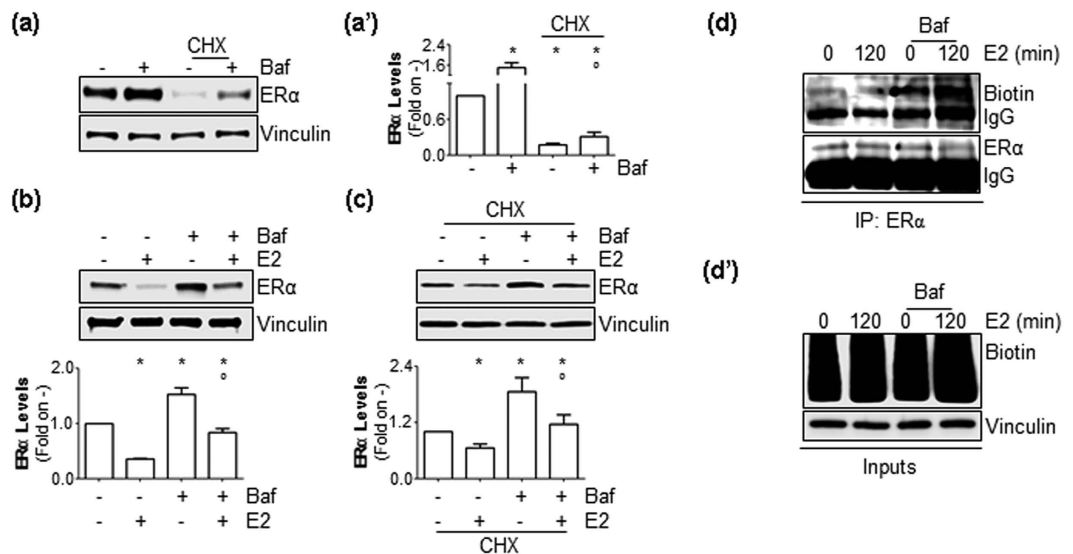 (a)
CHX
- + - + Baf
ERα
Vinculin
(a')
CHX
* * *
o
2.4
1.6
0.6
0.0
ERα Levels
(Fold on -)
- + - + Baf
(b)
- - + + Baf
- + - + E2
ERα
Vinculin
* * *
o
2.0
1.0
0.0
ERα Levels
(Fold on -)
- - + + Baf
- + - + E2
(c)
CHX
- - + + Baf
- + - + E2
ERα
Vinculin
* * *
o
2.4
1.2
0.0
ERα Levels
(Fold on -)
- - + + Baf
- + - + E2
CHX
(d)
Baf
0 120 0 120 E2 (min)
Biotin
IgG
ERα
IgG
IP: ERα
(d')
Baf
0 120 0 120 E2 (min)
Biotin
Vinculin
Inputs